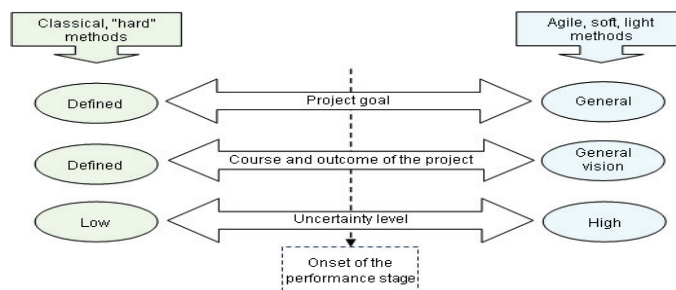 Classical, "hard"
methods
Agile, soft, light
methods
Defined
Project goal
General
Defined
Course and outcome of the project
General
vision
Low
Uncertainty level
High
Onset of the
performance stage